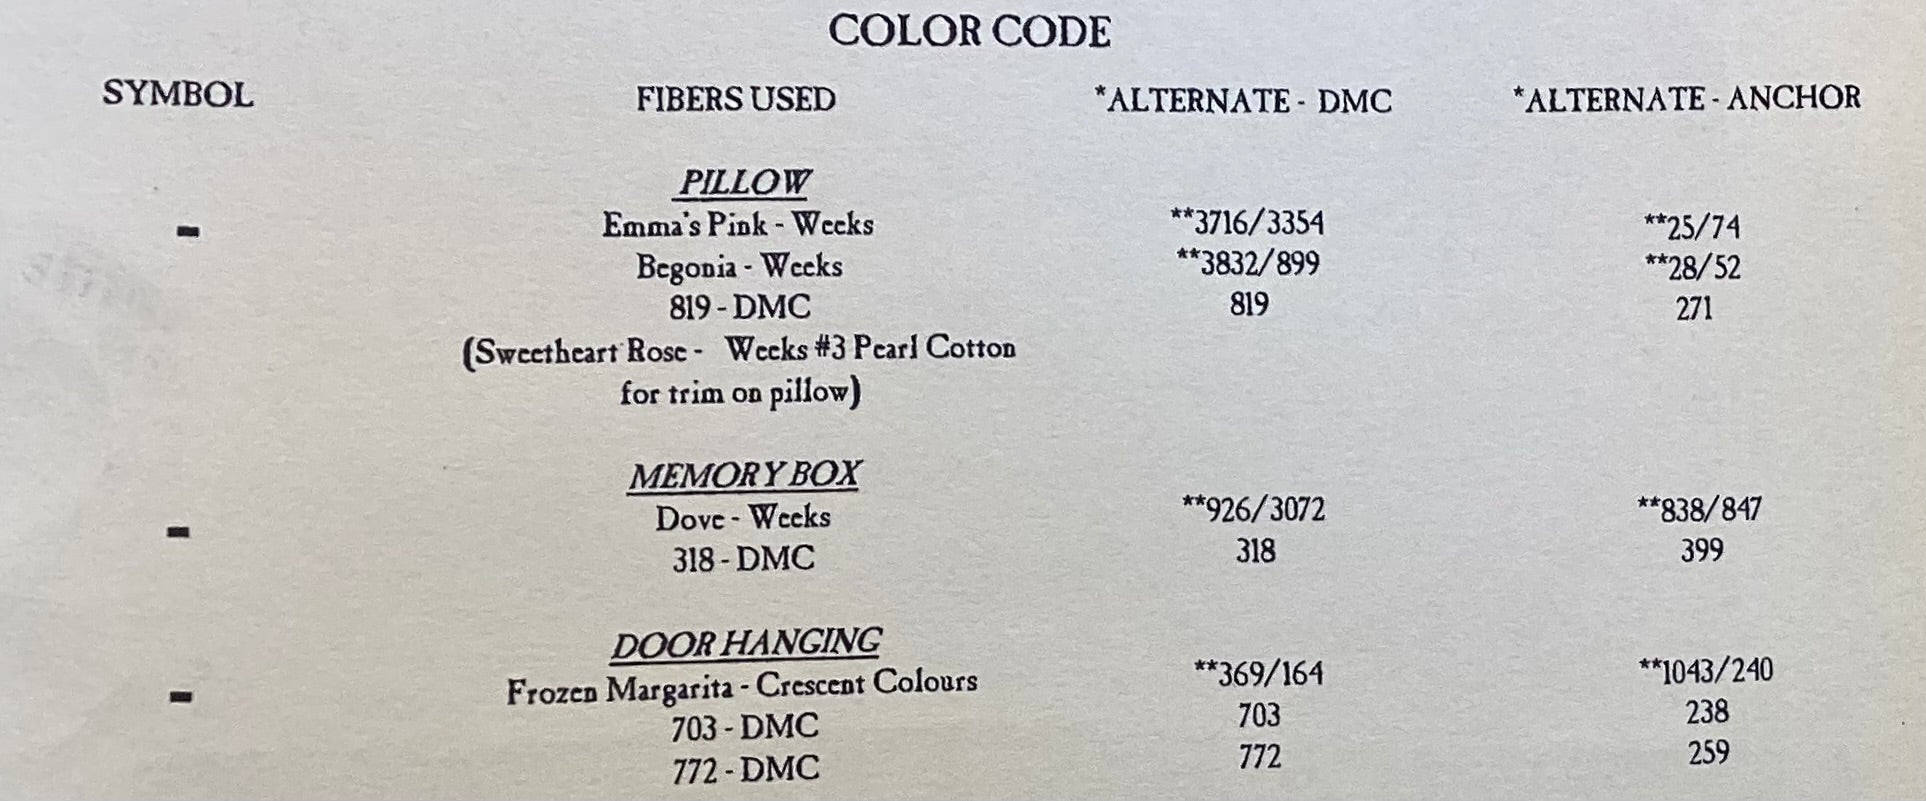 COLOR CODE
SYMBOL FIBERS USED *ALTERNATE - DMC *ALTERNATE - ANCHOR
PILLOW
- Emma's Pink - Weeks **3716/3354 **25/74
Begonia - Weeks **3832/899 **28/52
819 - DMC 819 271
(Sweetheart Rose - Weeks #3 Pearl Cotton
for trim on pillow)
MEMORY BOX
- Dove - Weeks **926/3072 **838/847
318 - DMC 318 399
DOOR HANGING
- Frozen Margarita - Crescent Colours **369/164 **1043/240
703 - DMC 703 238
772 - DMC 772 259